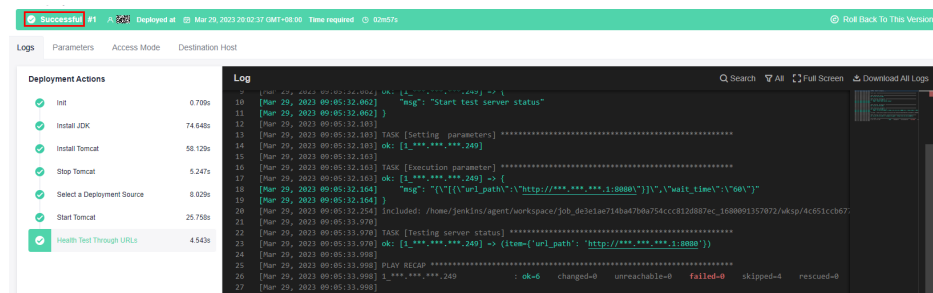 Successful #1 Deployed at Mar 29, 2023 20:02:37 GMT+08:00 Time required 02m57s Roll Back To This Version
Logs Parameters Access Mode Destination Host
Deployment Actions
Init 0.709s
Install JDK 74.648s
Install Tomcat 58.129s
Stop Tomcat 5.247s
Select a Deployment Source 8.029s
Start Tomcat 25.758s
Health Test Through URLs 4.543s
Log Search All Full Screen Download All Logs
9 [Mar 29, 2023 09:05:32.062] ok: [1_***.***.***.249] => {
10 [Mar 29, 2023 09:05:32.062] "msg": "Start test server status"
11 [Mar 29, 2023 09:05:32.062] }
12 [Mar 29, 2023 09:05:32.103]
13 [Mar 29, 2023 09:05:32.103] TASK [Setting parameters] ******************************************************
14 [Mar 29, 2023 09:05:32.103] ok: [1_***.***.***.249]
15 [Mar 29, 2023 09:05:32.163]
16 [Mar 29, 2023 09:05:32.163] TASK [Execution parameter] ******************************************************
17 [Mar 29, 2023 09:05:32.163] ok: [1_***.***.***.249] => {
18 [Mar 29, 2023 09:05:32.164] "msg": "{\"[{\"url_path\":\"http://***.***.***.1:8080\"}]\",\"wait_time\":\"60\"}"
19 [Mar 29, 2023 09:05:32.164] }
20 [Mar 29, 2023 09:05:32.254] included: /home/jenkins/agent/workspace/job_de3e1ae714ba47b0a754ccc812d887ec_1680091357072/wksp/4c651ccb677
21 [Mar 29, 2023 09:05:33.970]
22 [Mar 29, 2023 09:05:33.970] TASK [Testing server status] ****************************************************
23 [Mar 29, 2023 09:05:33.970] ok: [1_***.***.***.249] => (item={'url_path': 'http://***.***.***.1:8080'})
24 [Mar 29, 2023 09:05:33.998]
25 [Mar 29, 2023 09:05:33.998] PLAY RECAP *********************************************************************
26 [Mar 29, 2023 09:05:33.998] 1_***.***.***.249 : ok=6 changed=0 unreachable=0 failed=0 skipped=4 rescued=0
27 [Mar 29, 2023 09:05:33.998]